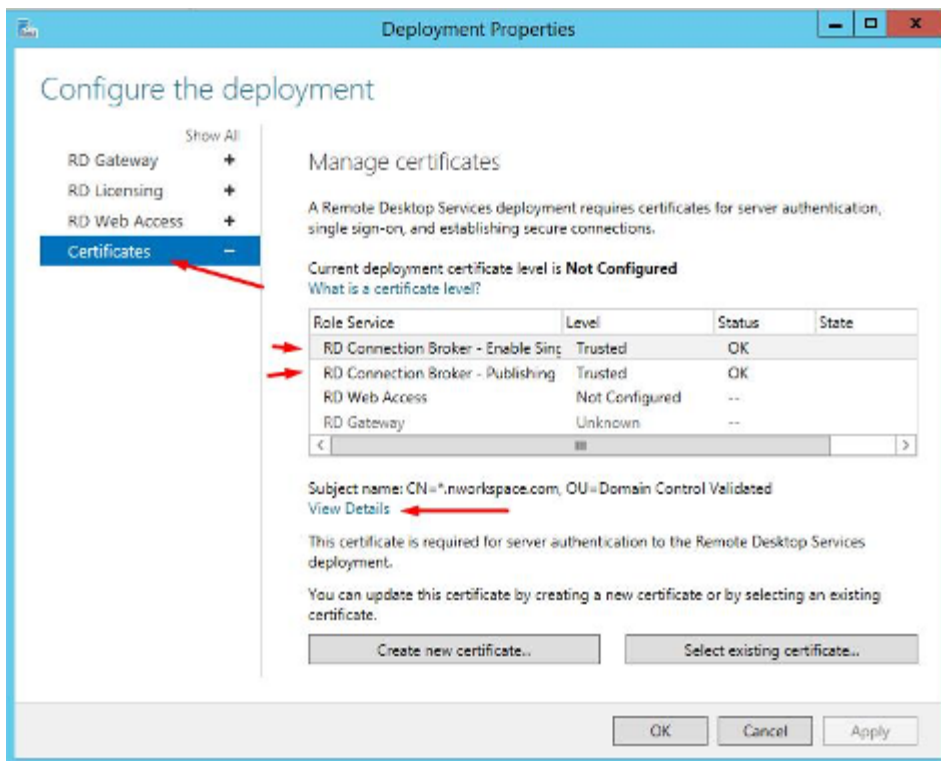 Deployment Properties
Configure the deployment
Show All
RD Gateway +
RD Licensing +
RD Web Access +
Certificates −
Manage certificates
A Remote Desktop Services deployment requires certificates for server authentication,
single sign-on, and establishing secure connections.
Current deployment certificate level is Not Configured
What is a certificate level?
Role Service Level Status State
RD Connection Broker - Enable Sing Trusted OK
RD Connection Broker - Publishing Trusted OK
RD Web Access Not Configured --
RD Gateway Unknown --
Subject name: CN=*.nworkspace.com, OU=Domain Control Validated
View Details
This certificate is required for server authentication to the Remote Desktop Services
deployment.
You can update this certificate by creating a new certificate or by selecting an existing
certificate.
Create new certificate.. Select existing certificate...
OK Cancel Apply